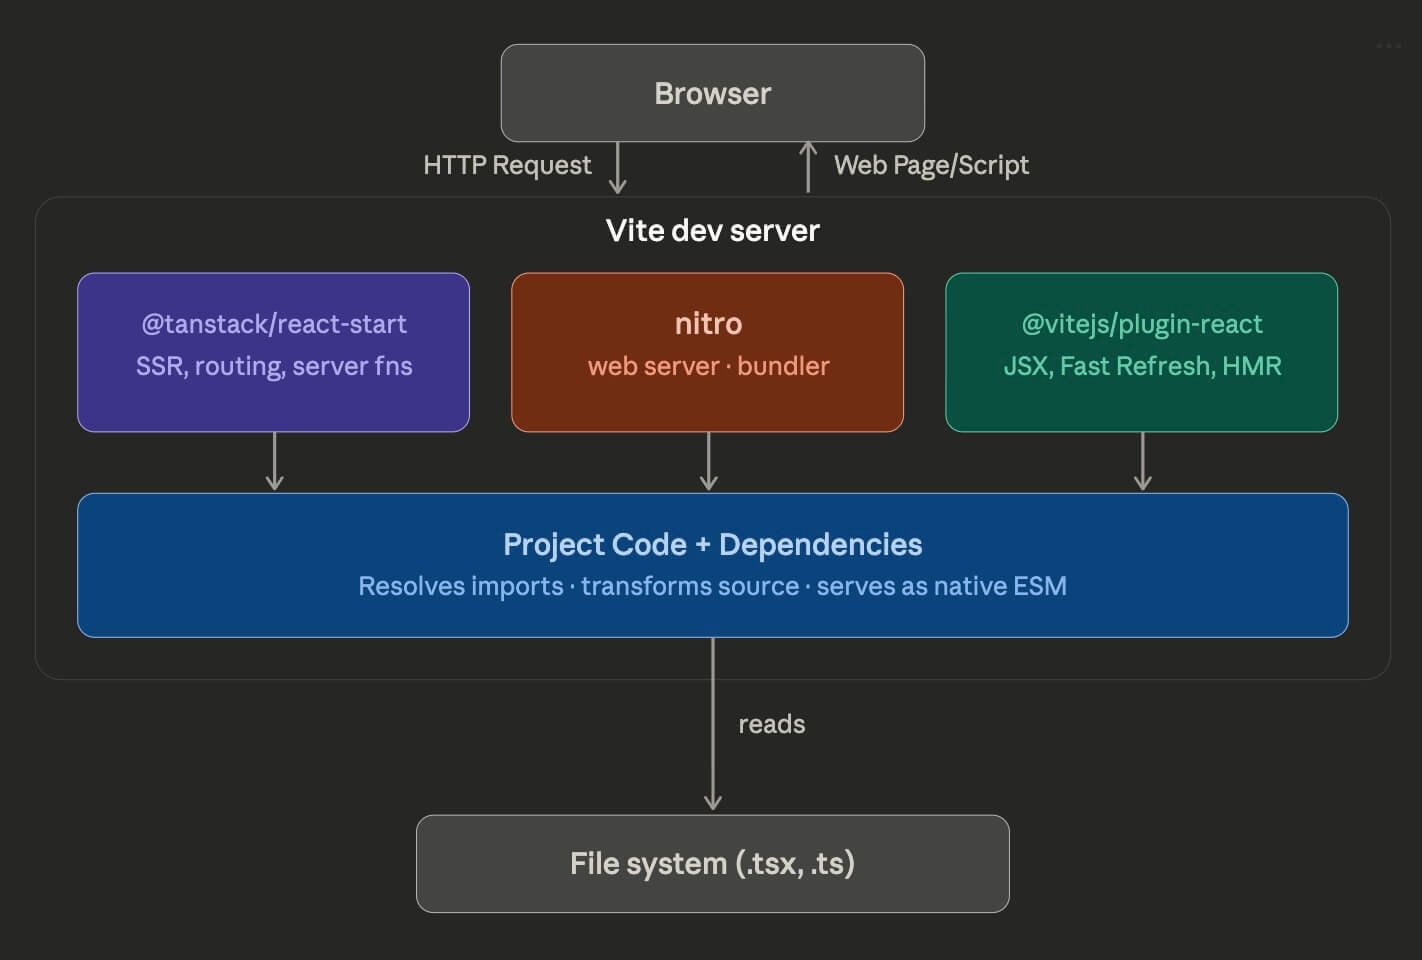 Browser
HTTP Request
Web Page/Script
Vite dev server
@tanstack/react-start
SSR, routing, server fns
nitro
web server · bundler
@vitejs/plugin-react
JSX, Fast Refresh, HMR
Project Code + Dependencies
Resolves imports · transforms source · serves as native ESM
reads
File system (.tsx, .ts)